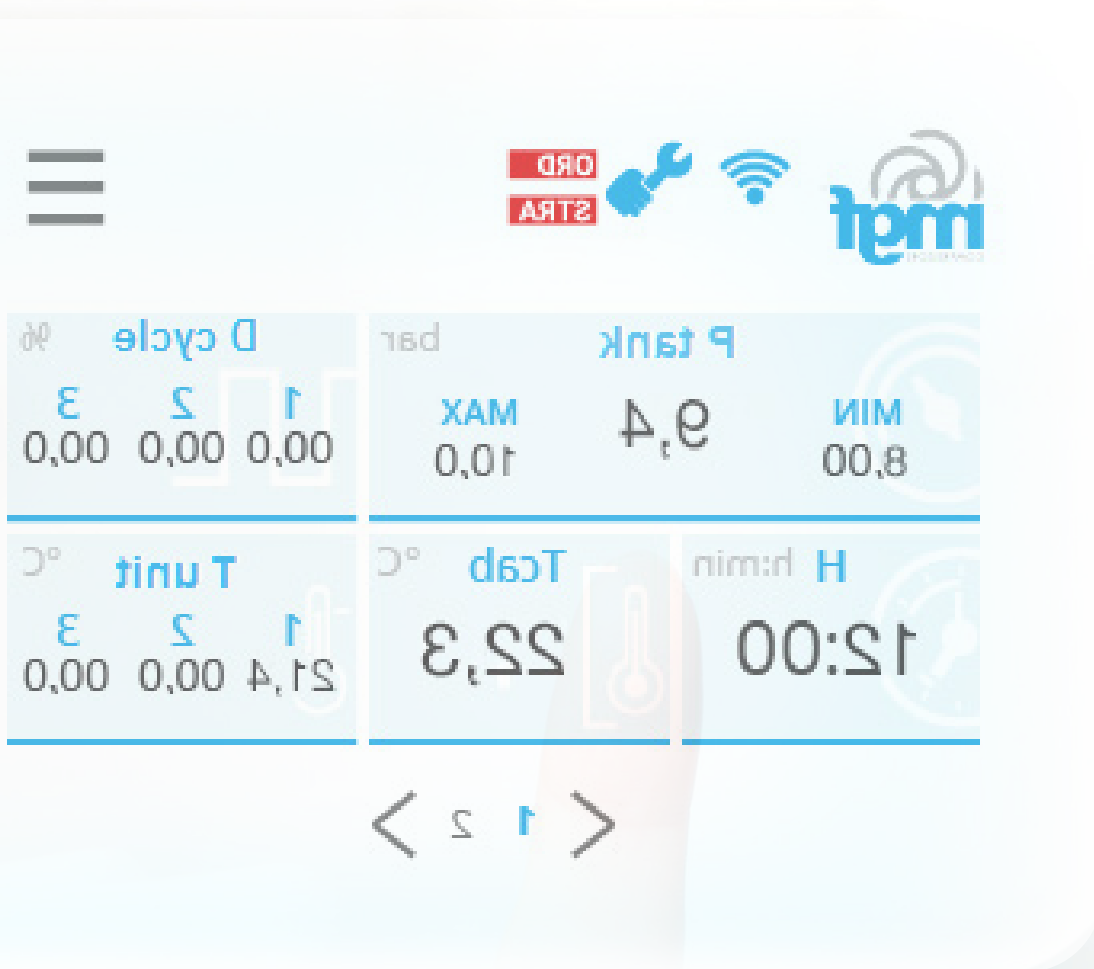 mgf
ORD
STRA
P tank bar
MIN 9,4 MAX
8,00 10,0
D cycle %
1 2 3
00,0 00,0 00,0
H h:min
12:00
Tcab °C
22,3
T unit °C
1 2 3
21,4 00,0 00,0
1 2